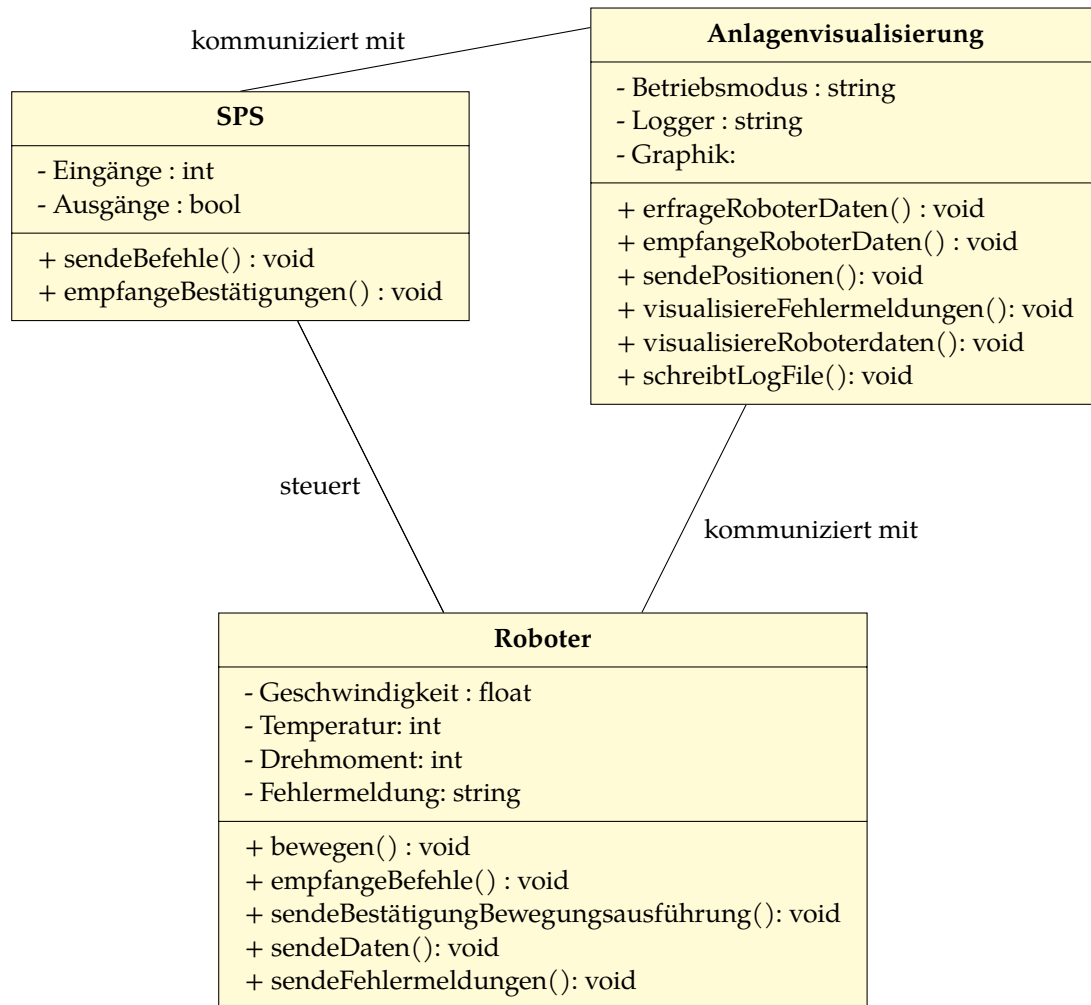 kommuniziert mit
Anlagenvisualisierung
- Betriebsmodus : string
- Logger : string
- Graphik:
+ erfrageRoboterDaten() : void
+ empfangeRoboterDaten() : void
+ sendePositionen(): void
+ visualisiereFehlermeldungen(): void
+ visualisiereRoboterdaten(): void
+ schreibtLogFile(): void
SPS
- Eingänge : int
- Ausgänge : bool
+ sendeBefehle() : void
+ empfangeBestätigungen() : void
steuert
kommuniziert mit
Roboter
- Geschwindigkeit : float
- Temperatur: int
- Drehmoment: int
- Fehlermeldung: string
+ bewegen() : void
+ empfangeBefehle() : void
+ sendeBestätigungBewegungsausführung(): void
+ sendeDaten(): void
+ sendeFehlermeldungen(): void